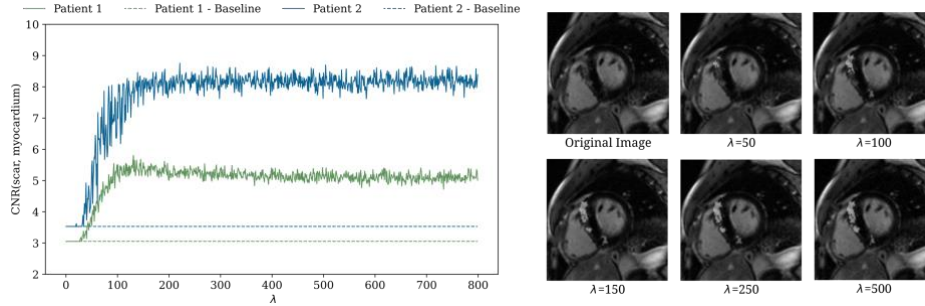 Patient 1 Patient 1 - Baseline Patient 2 Patient 2 - Baseline
10
9
8
7
6
5
4
3
2
CNR(scar, myocardium)
0 100 200 300 400 500 600 700 800
λ
Original Image λ=50 λ=100
λ=150 λ=250 λ=500